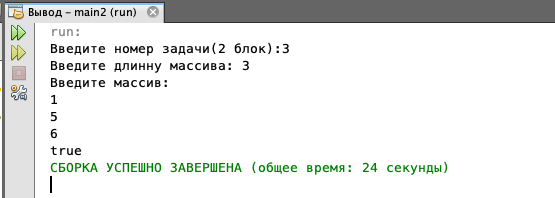 Вывод – main2 (run)
run:
Введите номер задачи(2 блок):3
Введите длинну массива: 3
Введите массив:
1
5
6
true
СБОРКА УСПЕШНО ЗАВЕРШЕНА (общее время: 24 секунды)